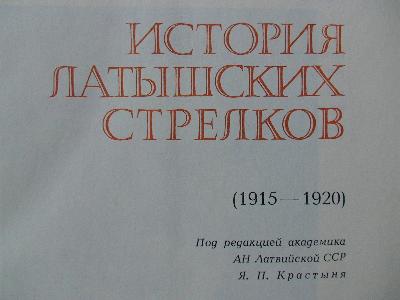 ИСТОРИЯ
ЛАТЫШСКИХ
СТРЕЛКОВ
(1915—1920)
Под редакцией академика
АН Латвийской ССР
Я. П. Крастыня